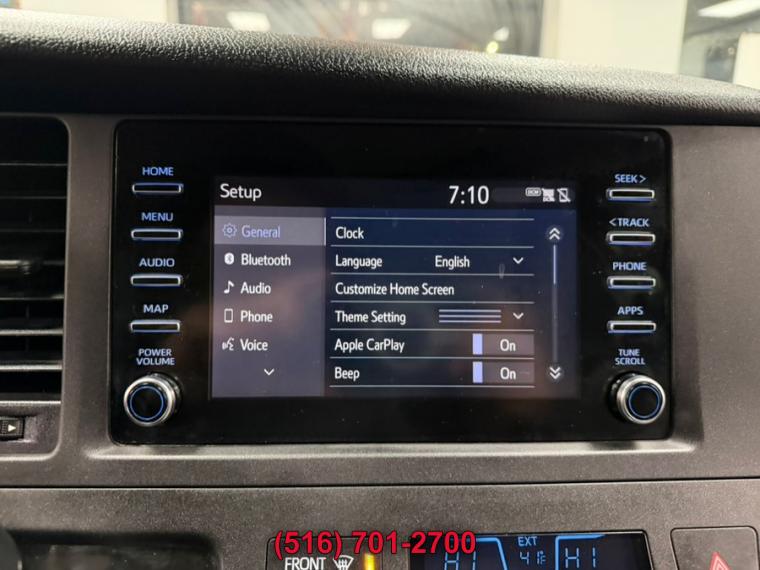 HOME
MENU
AUDIO
MAP
POWER
VOLUME
Setup 7:10 DCM
General
Bluetooth
Audio
Phone
Voice
Clock
Language English
Customize Home Screen
Theme Setting
Apple CarPlay On
Beep On
SEEK >
< TRACK
PHONE
APPS
TUNE
SCROLL
(516) 701-2700
FRONT
EXT
HI 41°F HI